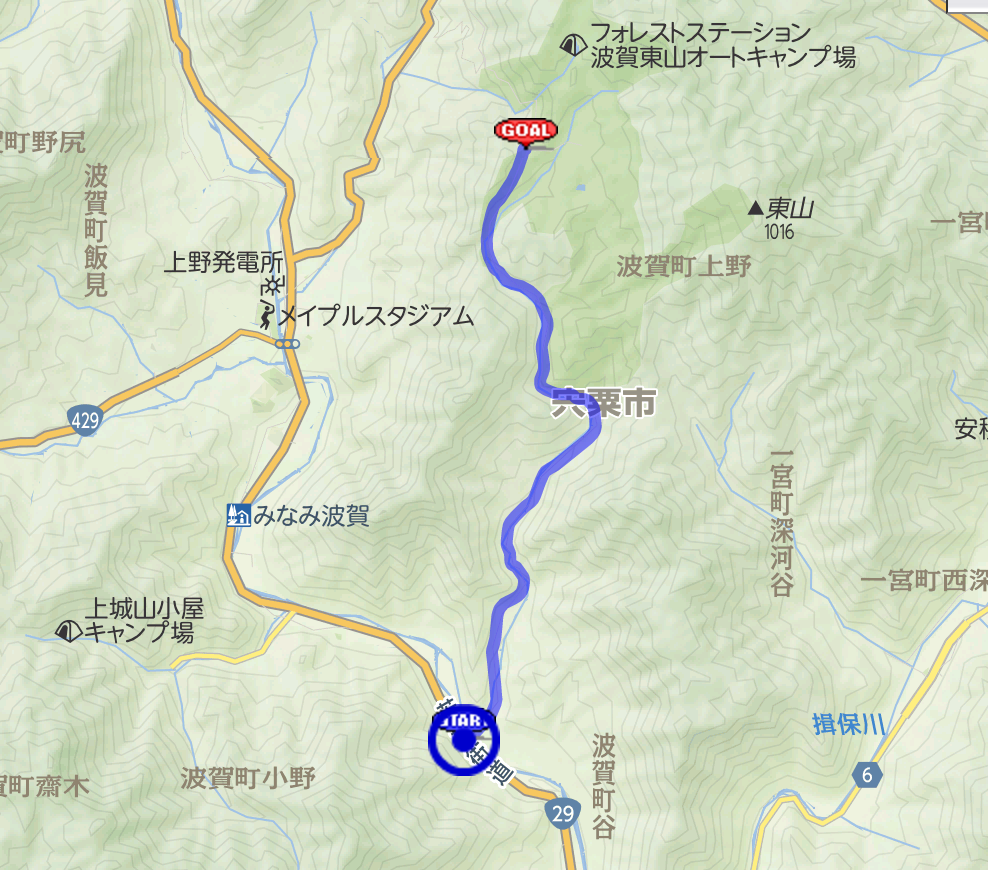 フォレストステーション
波賀東山オートキャンプ場
GOAL
町野尻
波賀町飯見
東山
1016
一宮
上野発電所
波賀町上野
メイプルスタジアム
宍粟市
429
安積
一宮町深河谷
みなみ波賀
一宮町西深
上城山小屋
キャンプ場
揖保川
START
街道
波賀町谷
波賀町小野
賀町齋木
6
29